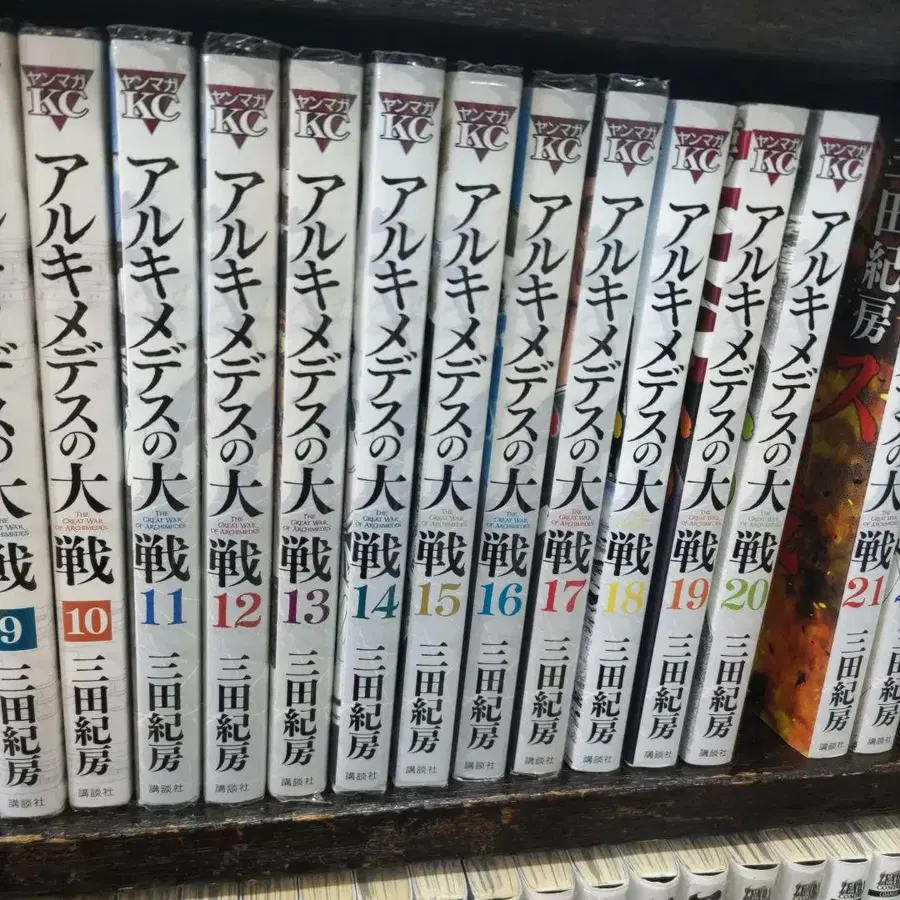 デスの大戦
9
三田紀房
講談社
ヤンマガ
KC
アルキメデスの大戦
THE GREAT WAR OF ARCHIMEDES
10
三田紀房
講談社
ヤンマガ
KC
アルキメデスの大戦
THE GREAT WAR OF ARCHIMEDES
11
三田紀房
講談社
ヤンマガ
KC
アルキメデスの大戦
THE GREAT WAR OF ARCHIMEDES
12
三田紀房
講談社
ヤンマガ
KC
アルキメデスの大戦
THE GREAT WAR OF ARCHIMEDES
13
三田紀房
講談社
ヤンマガ
KC
アルキメデスの大戦
THE GREAT WAR OF ARCHIMEDES
14
三田紀房
講談社
ヤンマガ
KC
アルキメデスの大戦
THE GREAT WAR OF ARCHIMEDES
15
三田紀房
講談社
ヤンマガ
KC
アルキメデスの大戦
THE GREAT WAR OF ARCHIMEDES
16
三田紀房
講談社
ヤンマガ
KC
アルキメデスの大戦
THE GREAT WAR OF ARCHIMEDES
17
三田紀房
講談社
ヤンマガ
KC
アルキメデスの大戦
THE GREAT WAR OF ARCHIMEDES
18
三田紀房
講談社
ヤンマガ
KC
アルキメデスの大戦
THE GREAT WAR OF ARCHIMEDES
19
三田紀房
講談社
ヤンマガ
KC
アルキメデスの大戦
THE GREAT WAR OF ARCHIMEDES
20
三田紀房
講談社
ヤンマガ
KC
アルキメデスの大戦
THE GREAT WAR OF ARCHIMEDES
21
三田紀房
講談社
三田紀房
ス